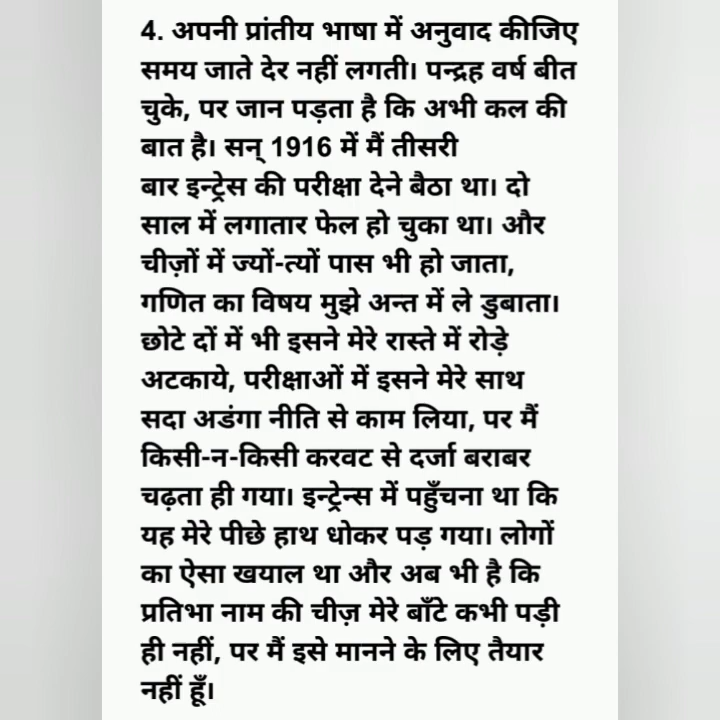 4. अपनी प्रांतीय भाषा में अनुवाद कीजिए
समय जाते देर नहीं लगती। पन्द्रह वर्ष बीत
चुके, पर जान पड़ता है कि अभी कल की
बात है। सन् 1916 में मैं तीसरी
बार इन्ट्रेस की परीक्षा देने बैठा था। दो
साल में लगातार फेल हो चुका था। और
चीज़ों में ज्यों-त्यों पास भी हो जाता,
गणित का विषय मुझे अन्त में ले डुबाता।
छोटे दों में भी इसने मेरे रास्ते में रोड़े
अटकाये, परीक्षाओं में इसने मेरे साथ
सदा अडंगा नीति से काम लिया, पर मैं
किसी-न-किसी करवट से दर्जा बराबर
चढ़ता ही गया। इन्ट्रेन्स में पहुँचना था कि
यह मेरे पीछे हाथ धोकर पड़ गया। लोगों
का ऐसा खयाल था और अब भी है कि
प्रतिभा नाम की चीज़ मेरे बाँटे कभी पड़ी
ही नहीं, पर मैं इसे मानने के लिए तैयार
नहीं हूँ।